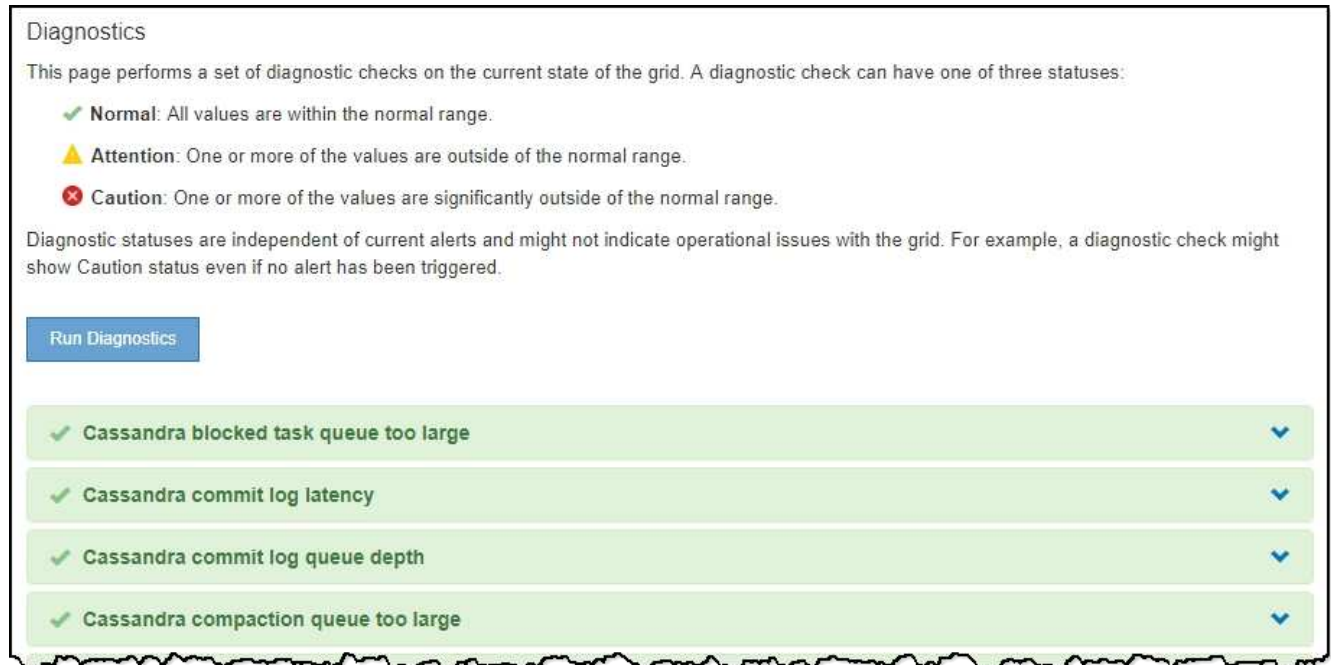 Diagnostics
This page performs a set of diagnostic checks on the current state of the grid. A diagnostic check can have one of three statuses:
Normal: All values are within the normal range.
Attention: One or more of the values are outside of the normal range.
Caution: One or more of the values are significantly outside of the normal range.
Diagnostic statuses are independent of current alerts and might not indicate operational issues with the grid. For example, a diagnostic check might
show Caution status even if no alert has been triggered.
Run Diagnostics
Cassandra blocked task queue too large
Cassandra commit log latency
Cassandra commit log queue depth
Cassandra compaction queue too large